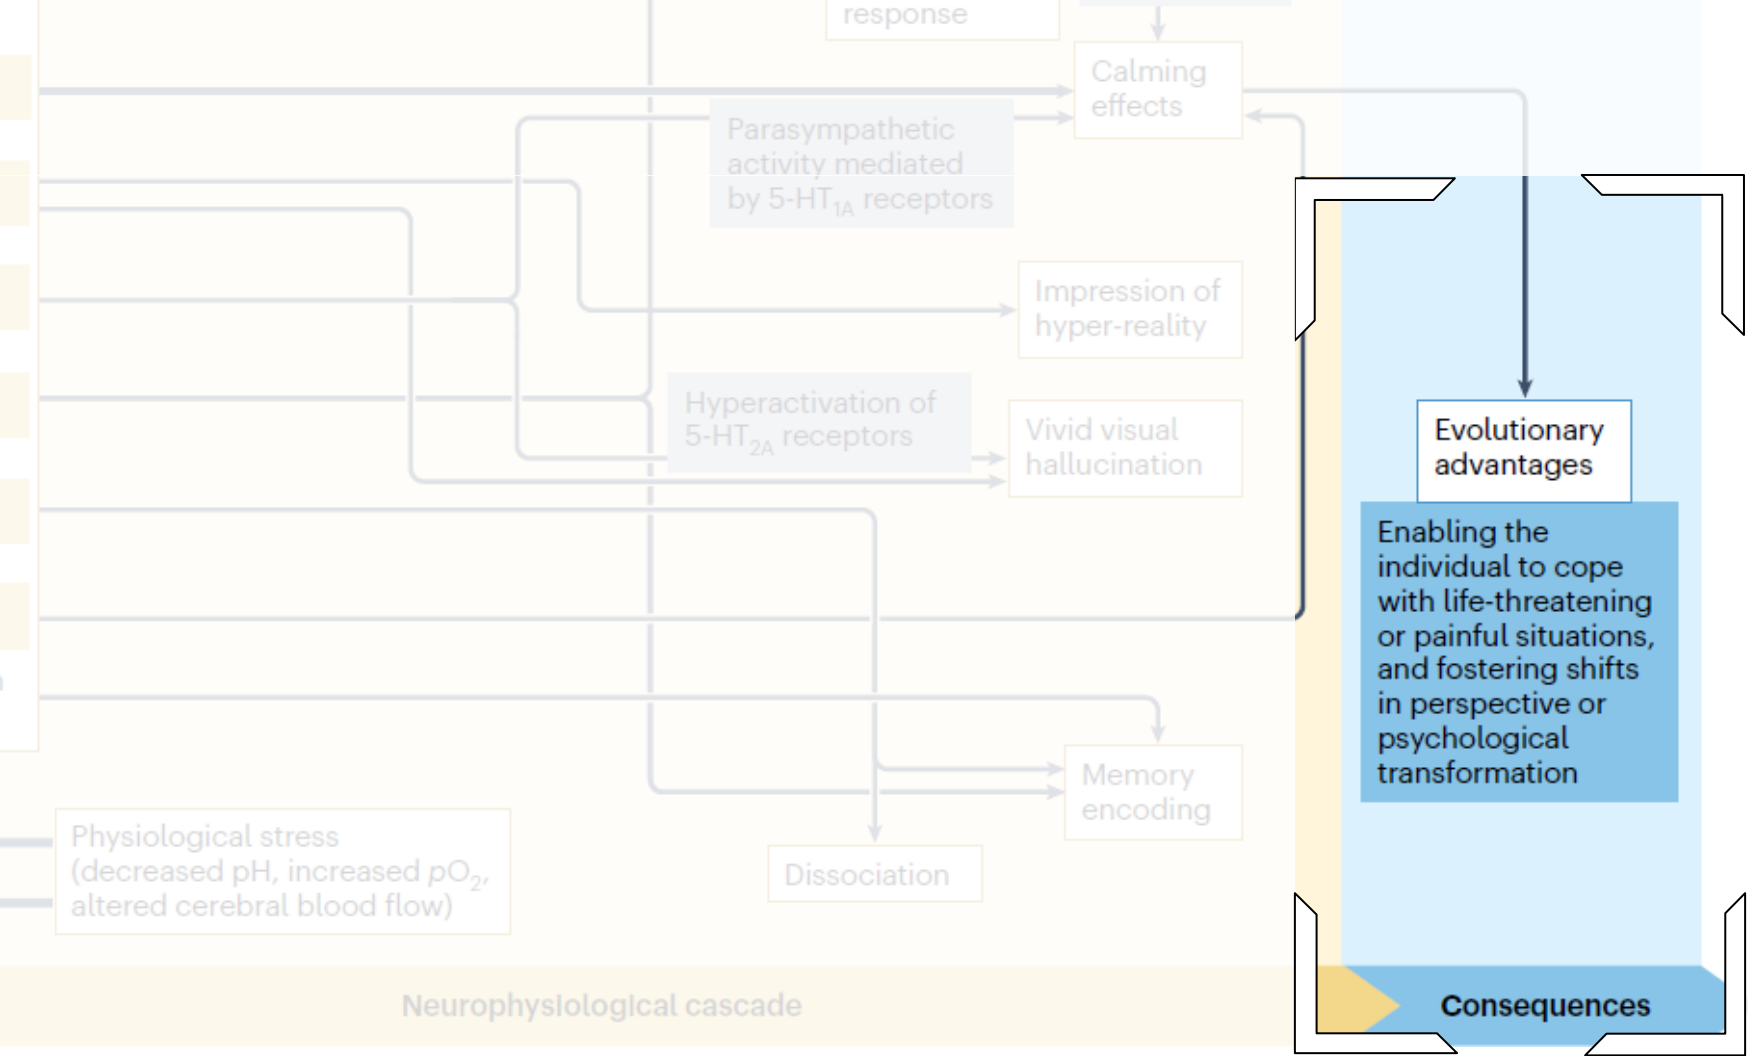 response
Calming
effects
Parasympathetic
activity mediated
by 5-HT1A receptors
Impression of
hyper-reality
Hyperactivation of
5-HT2A receptors
Vivid visual
hallucination
Evolutionary
advantages
Enabling the
individual to cope
with life-threatening
or painful situations,
and fostering shifts
in perspective or
psychological
transformation
Memory
encoding
Physiological stress
(decreased pH, increased pO2,
altered cerebral blood flow)
Dissociation
Neurophysiological cascade
Consequences